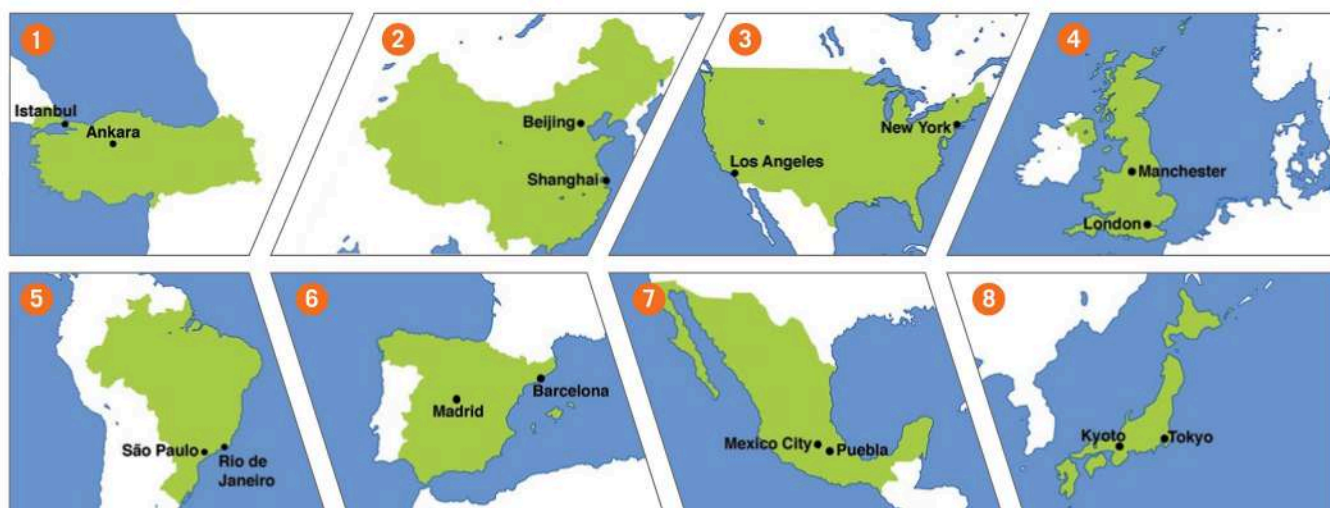 1
Istanbul
Ankara
2
Beijing
Shanghai
3
New York
Los Angeles
4
Manchester
London
5
São Paulo
Rio de
Janeiro
6
Barcelona
Madrid
7
Mexico City
Puebla
8
Kyoto
Tokyo